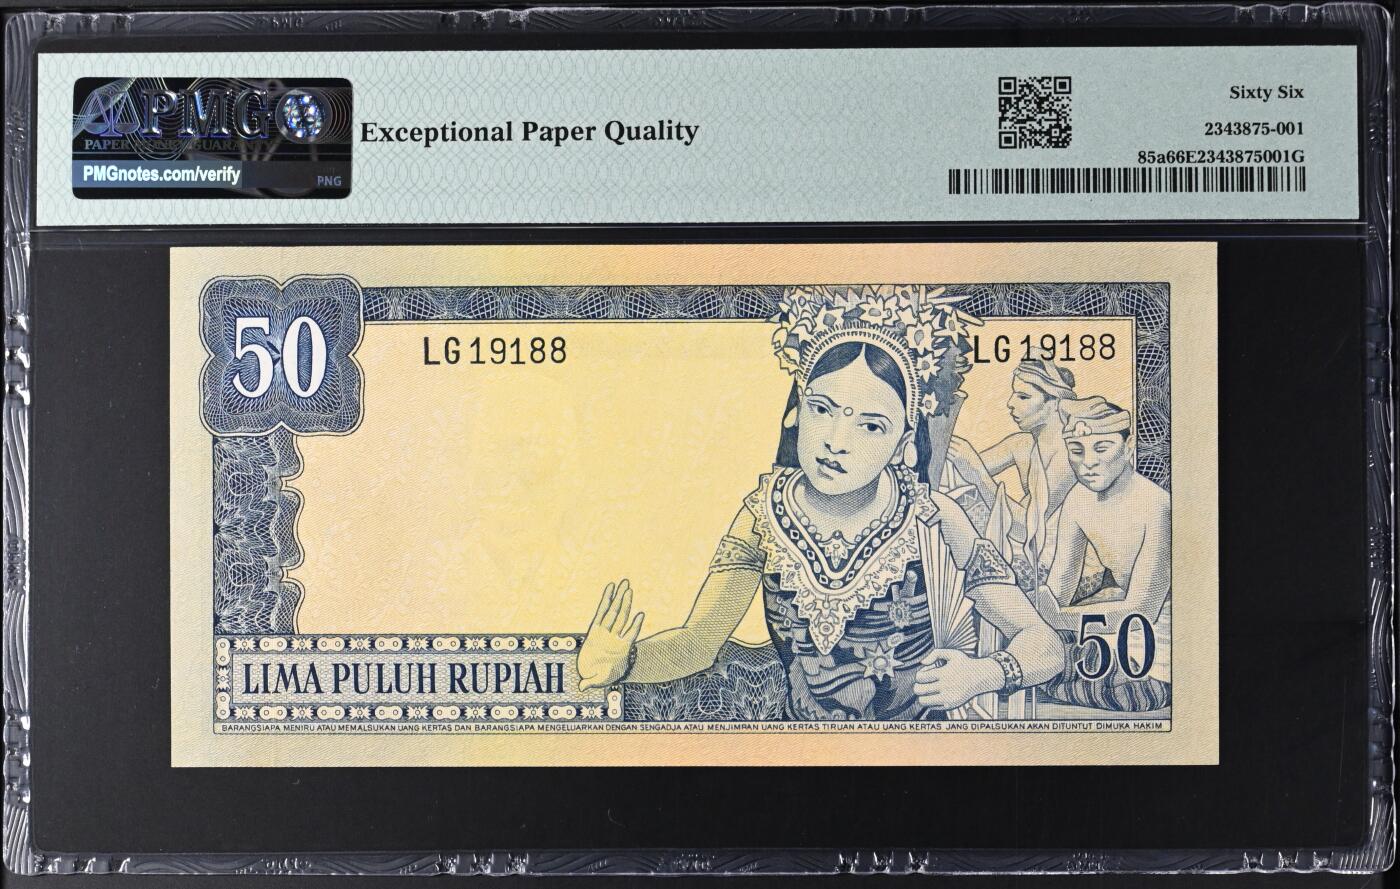 PMG
PAPER MONEY GUARANTY
PMGnotes.com/verify
PNG
Exceptional Paper Quality
Sixty Six
2343875-001
85a66E2343875001G
50
LG 19188
LG 19188
50
LIMA PULUH RUPIAH
BARANGSIAPA MENIRU ATAU MEMALSUKAN UANG KERTAS DAN BARANGSIAPA MENGELUARKAN DENGAN SENGADJA ATAU MENJIMPAN UANG KERTAS TIRUAN ATAU UANG KERTAS JANG DIPALSUKAN AKAN DITUNTUT DIMUKA HAKIM